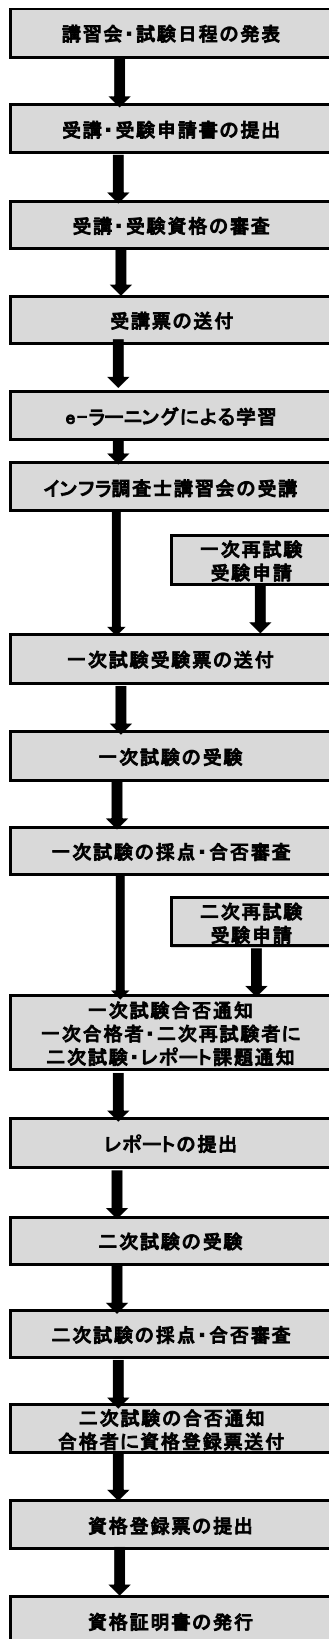 講習会・試験日程の発表
受講・受験申請書の提出
受講・受験資格の審査
受講票の送付
e-ラーニングによる学習
インフラ調査士講習会の受講
一次再試験
受験申請
一次試験受験票の送付
一次試験の受験
一次試験の採点・合否審査
二次再試験
受験申請
一次試験合否通知
一次合格者・二次再試験者に
二次試験・レポート課題通知
レポートの提出
二次試験の受験
二次試験の採点・合否審査
二次試験の合否通知
合格者に資格登録票送付
資格登録票の提出
資格証明書の発行